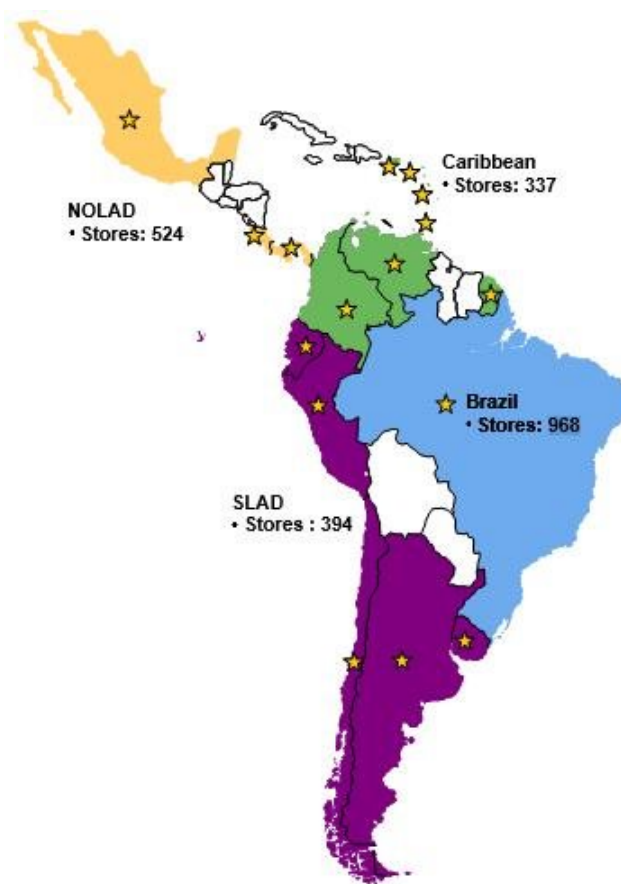 Caribbean
• Stores: 337
NOLAD
• Stores: 524
Brazil
• Stores: 968
SLAD
• Stores : 394